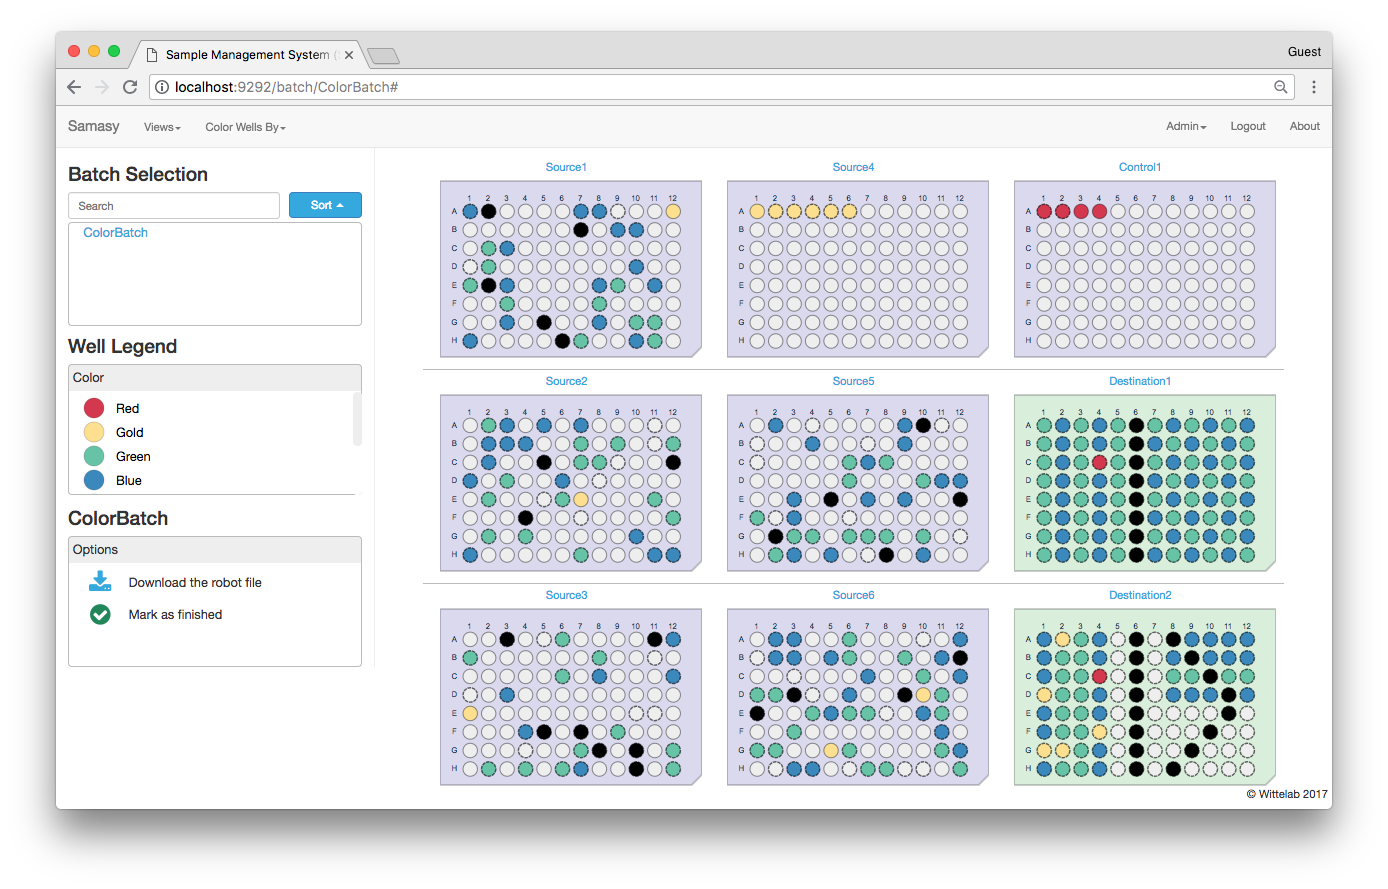 Sample Management System (
Guest
localhost:9292/batch/ColorBatch#
Samasy
Views
Color Wells By
Admin
Logout
About
Batch Selection
Search
Sort
ColorBatch
Well Legend
Color
Red
Gold
Green
Blue
ColorBatch
Options
Download the robot file
Mark as finished
Source1
1 2 3 4 5 6 7 8 9 10 11 12
A
B
C
D
E
F
G
H
Source4
1 2 3 4 5 6 7 8 9 10 11 12
A
B
C
D
E
F
G
H
Control1
1 2 3 4 5 6 7 8 9 10 11 12
A
B
C
D
E
F
G
H
Source2
1 2 3 4 5 6 7 8 9 10 11 12
A
B
C
D
E
F
G
H
Source5
1 2 3 4 5 6 7 8 9 10 11 12
A
B
C
D
E
F
G
H
Destination1
1 2 3 4 5 6 7 8 9 10 11 12
A
B
C
D
E
F
G
H
Source3
1 2 3 4 5 6 7 8 9 10 11 12
A
B
C
D
E
F
G
H
Source6
1 2 3 4 5 6 7 8 9 10 11 12
A
B
C
D
E
F
G
H
Destination2
1 2 3 4 5 6 7 8 9 10 11 12
A
B
C
D
E
F
G
H
© Wittelab 2017